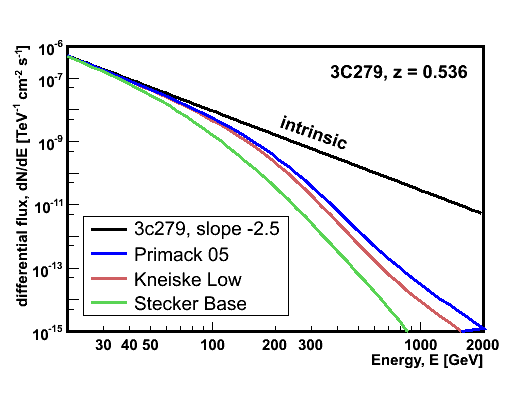 3C279, z = 0.536
intrinsic
differential flux, dN/dE [TeV⁻¹ cm⁻² s⁻¹]
10⁻⁶
10⁻⁷
10⁻⁹
10⁻¹¹
10⁻¹³
10⁻¹⁵
3c279, slope -2.5
Primack 05
Kneiske Low
Stecker Base
30 40 50 100 200 300 1000 2000
Energy, E [GeV]